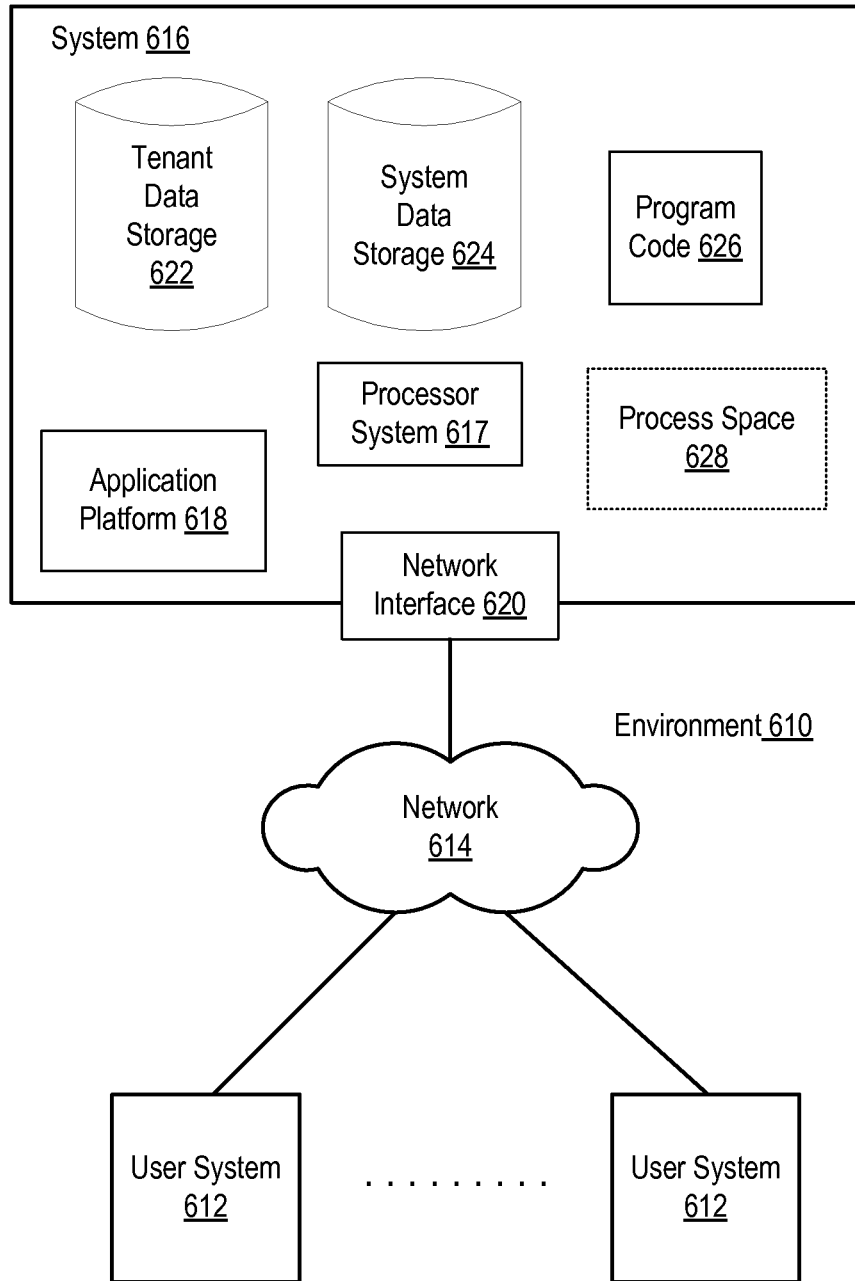 System 616
Tenant
Data
Storage
622
System
Data
Storage 624
Program
Code 626
Processor
System 617
Process Space
628
Application
Platform 618
Network
Interface 620
Environment 610
Network
614
User System
612
. . . . . . . . .
User System
612